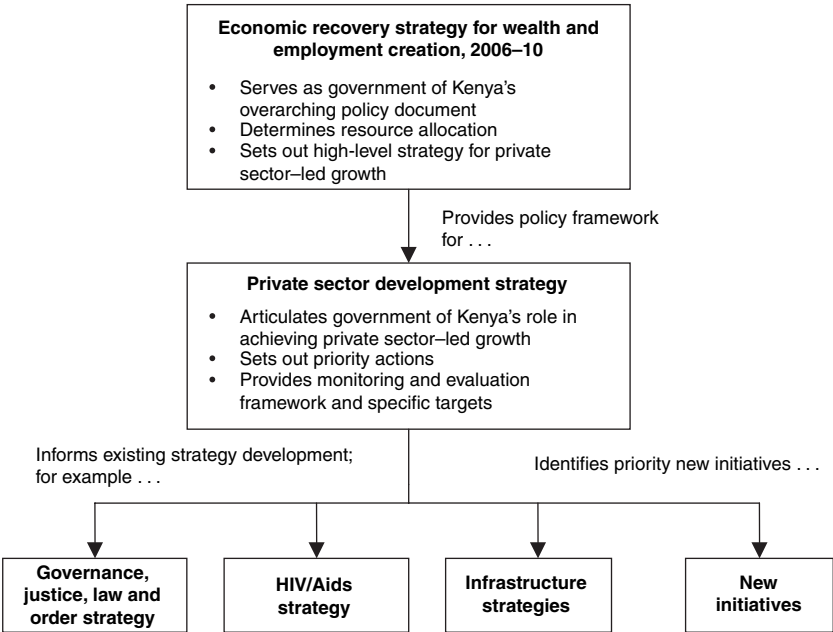 Economic recovery strategy for wealth and
employment creation, 2006–10
• Serves as government of Kenya's
overarching policy document
• Determines resource allocation
• Sets out high-level strategy for private
sector–led growth
Provides policy framework
for . . .
Private sector development strategy
• Articulates government of Kenya's role in
achieving private sector–led growth
• Sets out priority actions
• Provides monitoring and evaluation
framework and specific targets
Informs existing strategy development;
for example . . .
Identifies priority new initiatives . . .
Governance,
justice, law and
order strategy
HIV/Aids
strategy
Infrastructure
strategies
New
initiatives